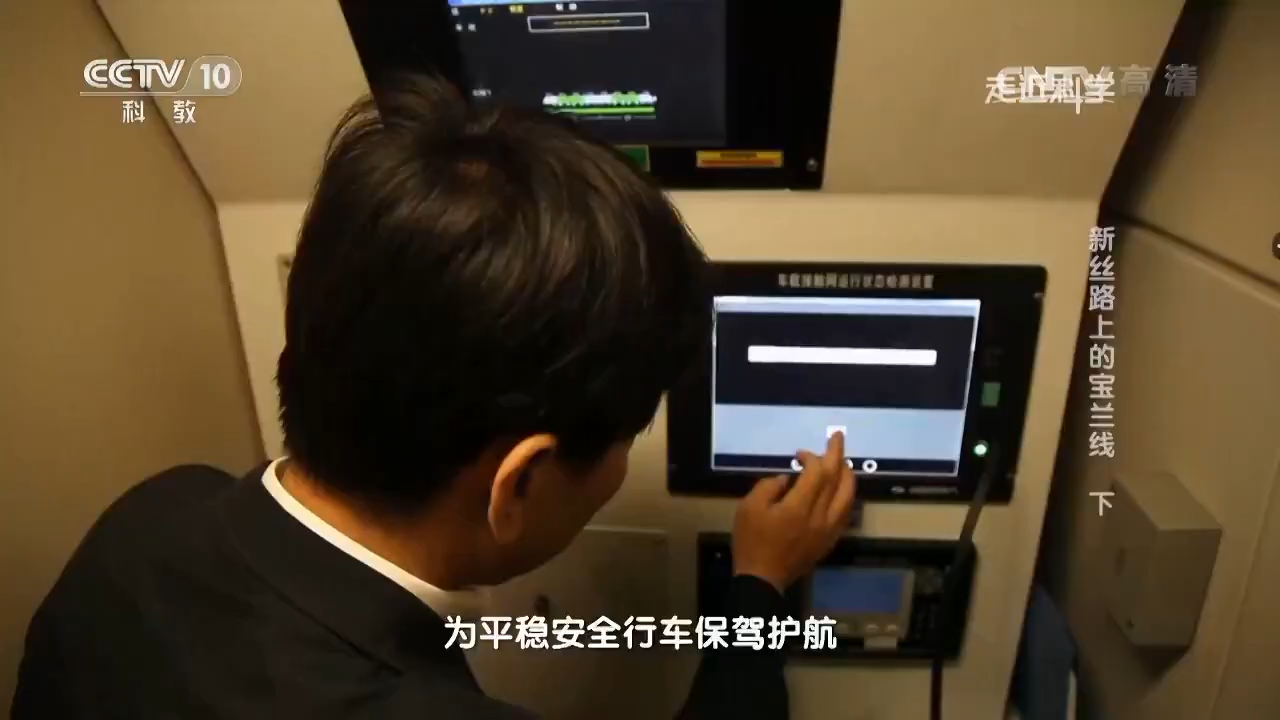 CCTV 10
科教
走近科学
高清
车载接触网运行状态检测装置
新丝路上的宝兰线 下
为平稳安全行车保驾护航